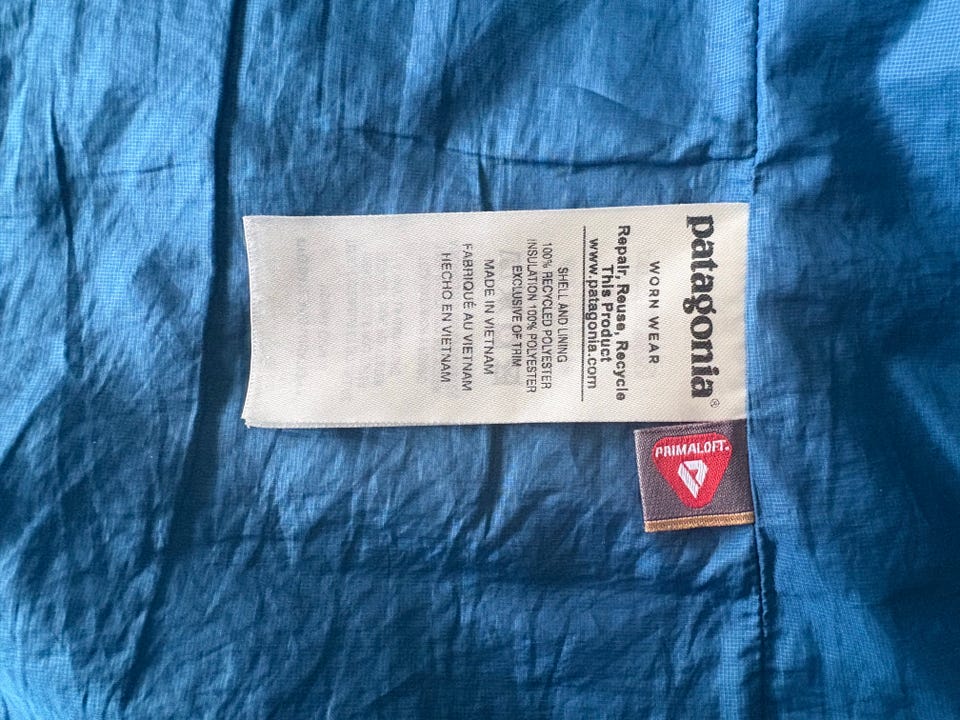 patagonia®
WORN WEAR
Repair, Reuse, Recycle
This Product
www.patagonia.com
SHELL AND LINING
100% RECYCLED POLYESTER
INSULATION 100% POLYESTER
EXCLUSIVE OF TRIM
MADE IN VIETNAM
FABRIQUÉ AU VIETNAM
HECHO EN VIETNAM
PRIMALOFT®